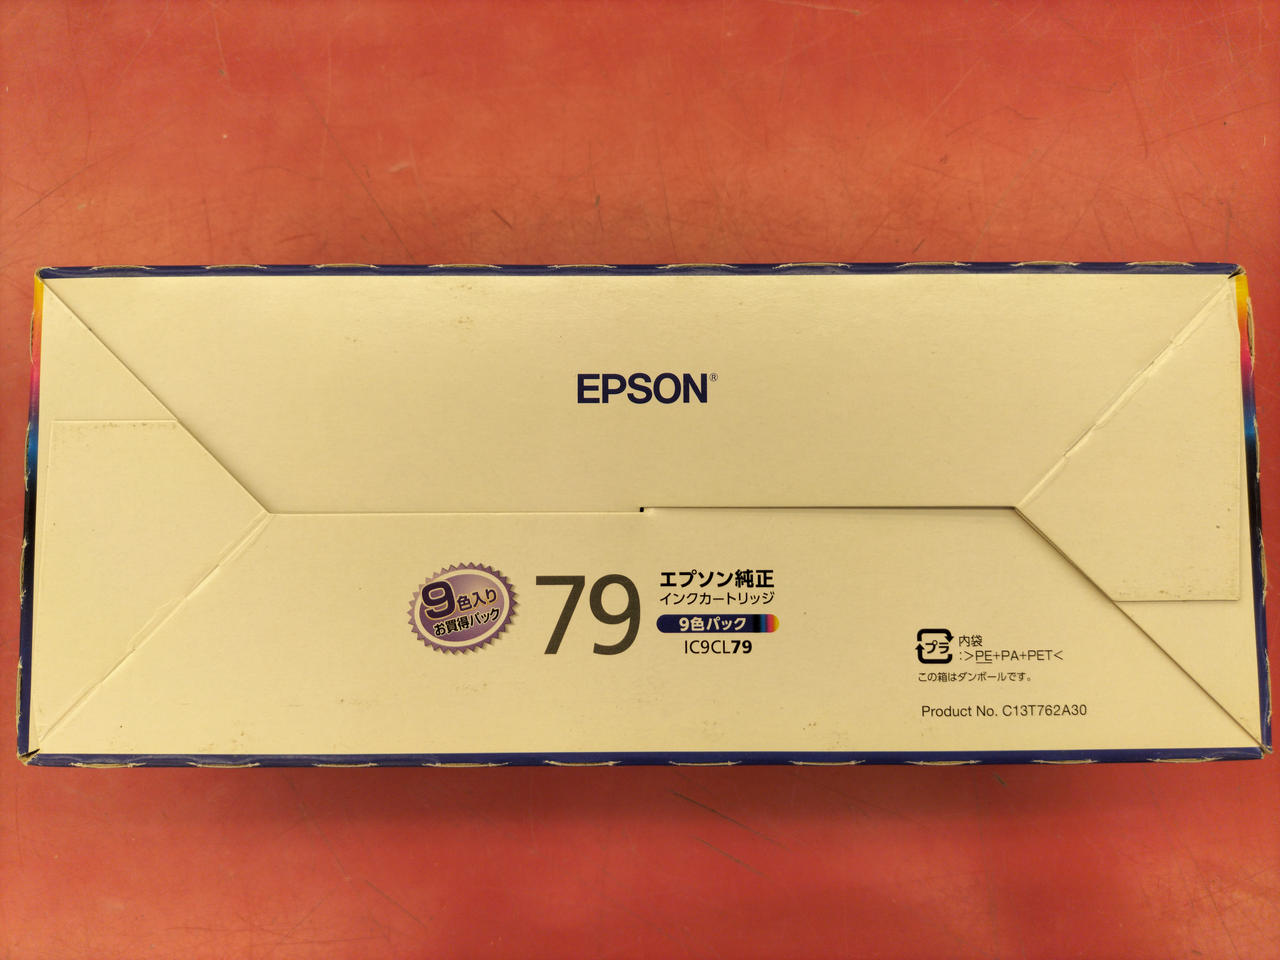 EPSON®
9色入り
お買得パック
79
エプソン純正
インクカートリッジ
9色パック
IC9CL79
プラ
内袋
:>PE+PA+PET<
この箱はダンボールです。
Product No. C13T762A30